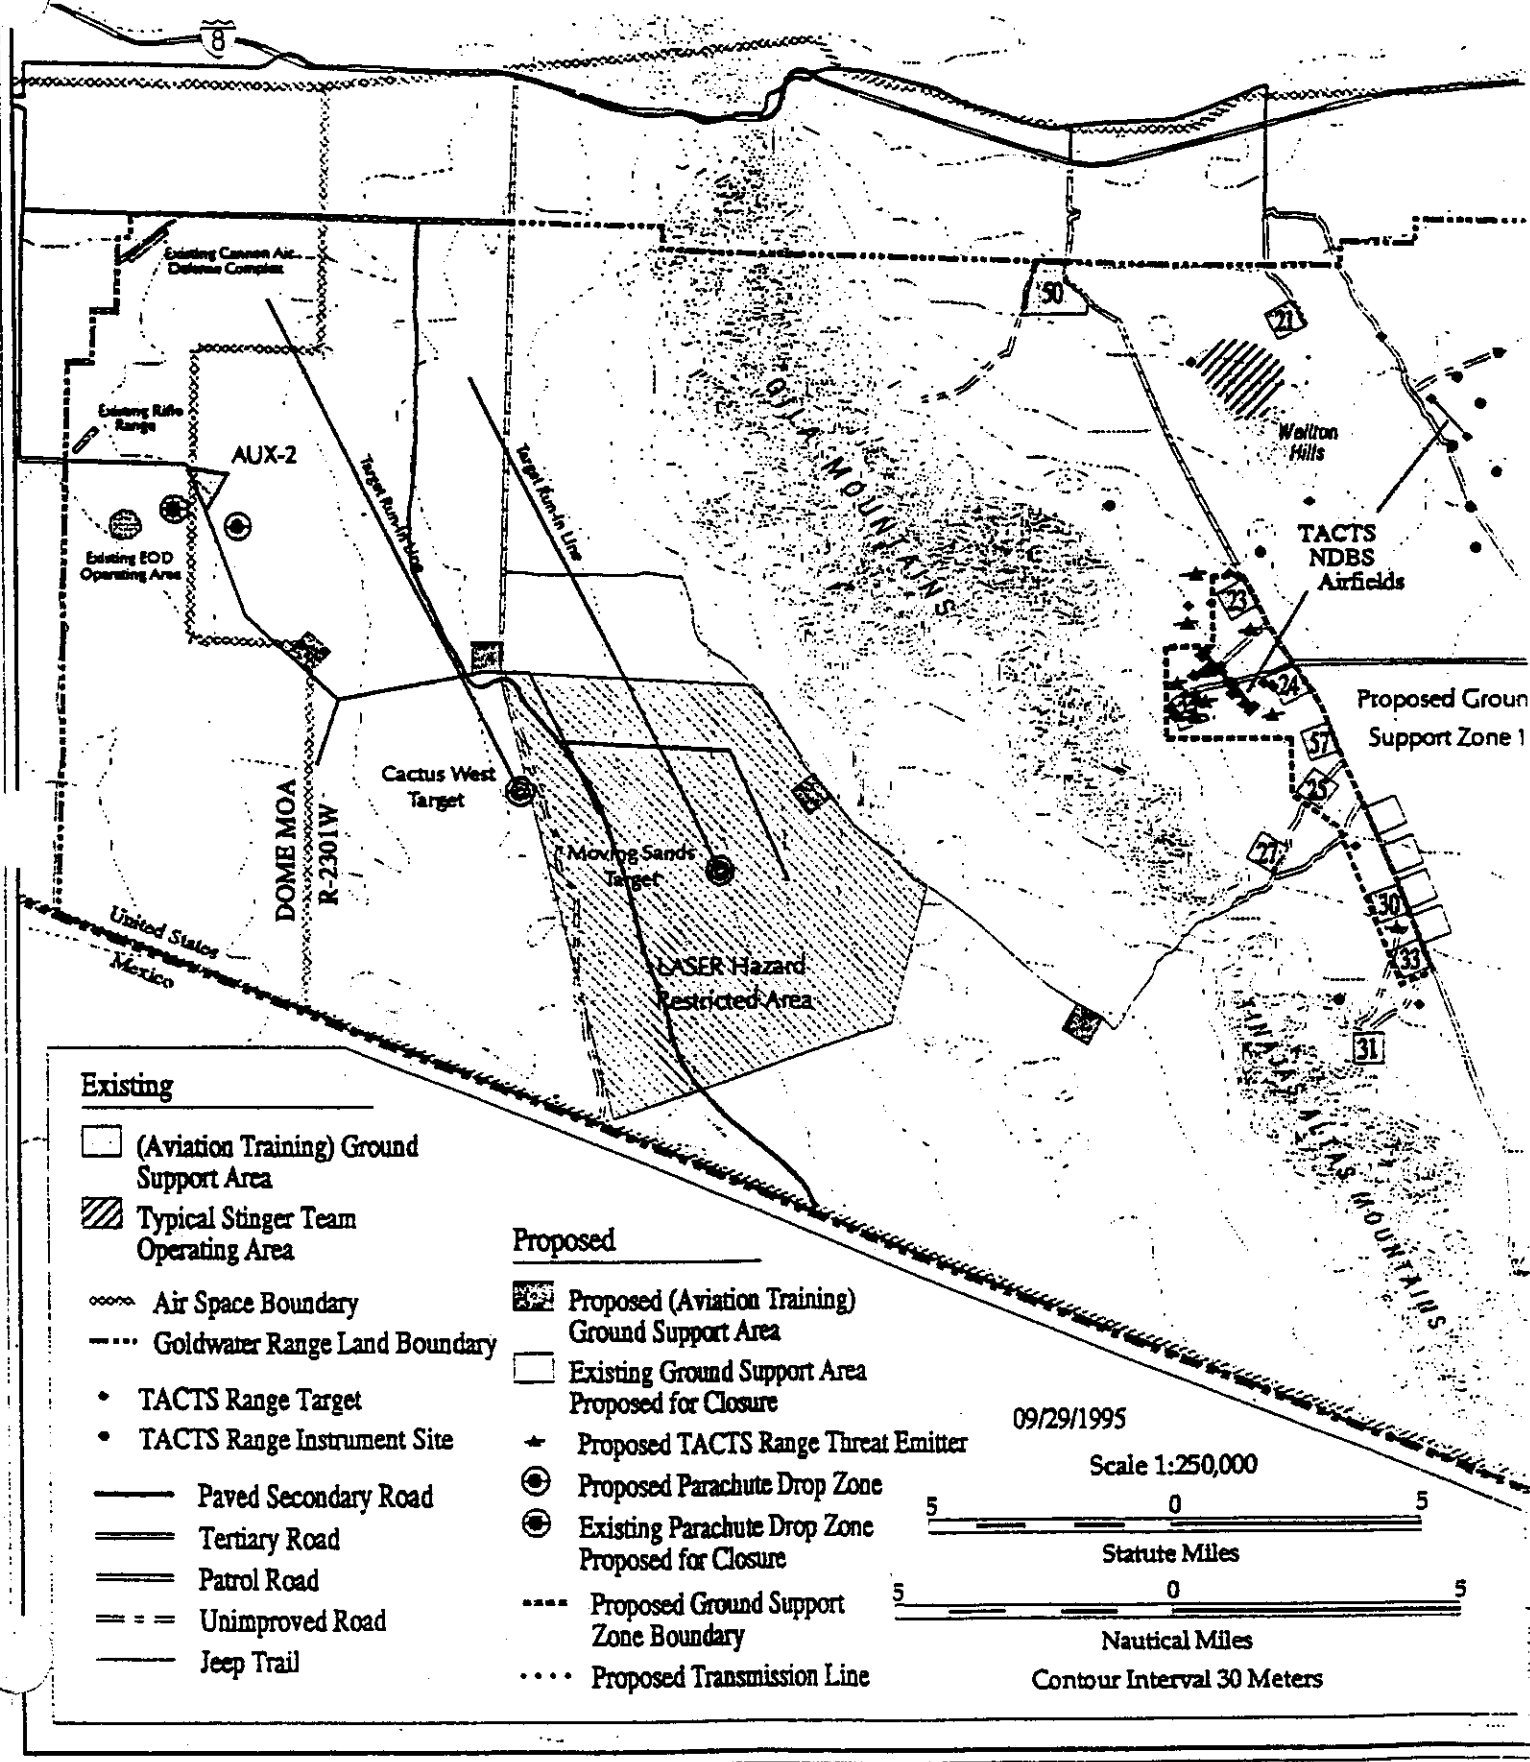 8
Existing Cannon Air
Defense Complex
50
21
Existing Rifle
Range
AUX-2
Target Run-In Line
Target Run-In Line
GILA MOUNTAINS
Wellton
Hills
TACTS
NDBS
Airfields
Existing EOD
Operating Area
23
24
Proposed Groun
Support Zone 1
57
25
Cactus West
Target
DOME MOA
R-2301W
Moving Sands
Target
27
30
33
United States
Mexico
LASER Hazard
Restricted Area
31
TINAJAS ALTAS MOUNTAINS
Existing
(Aviation Training) Ground
Support Area
Typical Stinger Team
Operating Area
Air Space Boundary
Goldwater Range Land Boundary
TACTS Range Target
TACTS Range Instrument Site
Paved Secondary Road
Tertiary Road
Patrol Road
Unimproved Road
Jeep Trail
Proposed
Proposed (Aviation Training)
Ground Support Area
Existing Ground Support Area
Proposed for Closure
Proposed TACTS Range Threat Emitter
Proposed Parachute Drop Zone
Existing Parachute Drop Zone
Proposed for Closure
Proposed Ground Support
Zone Boundary
Proposed Transmission Line
09/29/1995
Scale 1:250,000
5 0 5
Statute Miles
5 0 5
Nautical Miles
Contour Interval 30 Meters